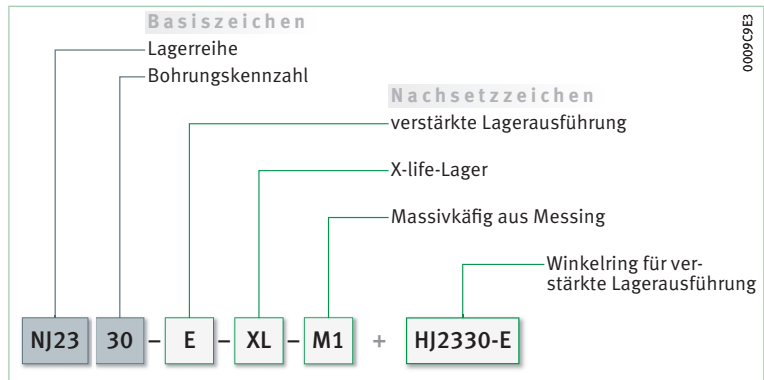 Basiszeichen
Lagerreihe
Bohrungskennzahl
Nachsetzzeichen
verstärkte Lagerausführung
X-life-Lager
Massivkäfig aus Messing
Winkelring für ver-
stärkte Lagerausführung
NJ23 30 – E – XL – M1 + HJ2330-E
0009C9E3